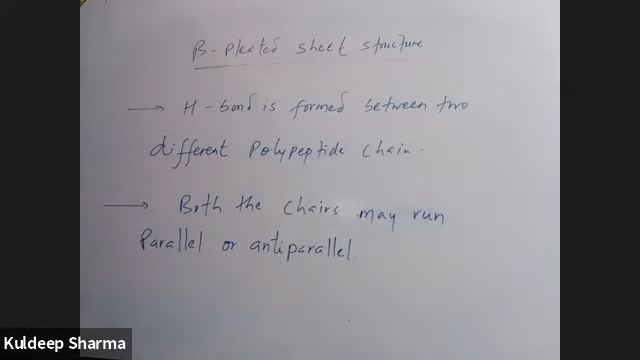 β-pleated sheet structure
→ H-bond is formed between two
different Polypeptide Chain.
→ Both the Chairs may run
Parallel or antiparallel.
Kuldeep Sharma